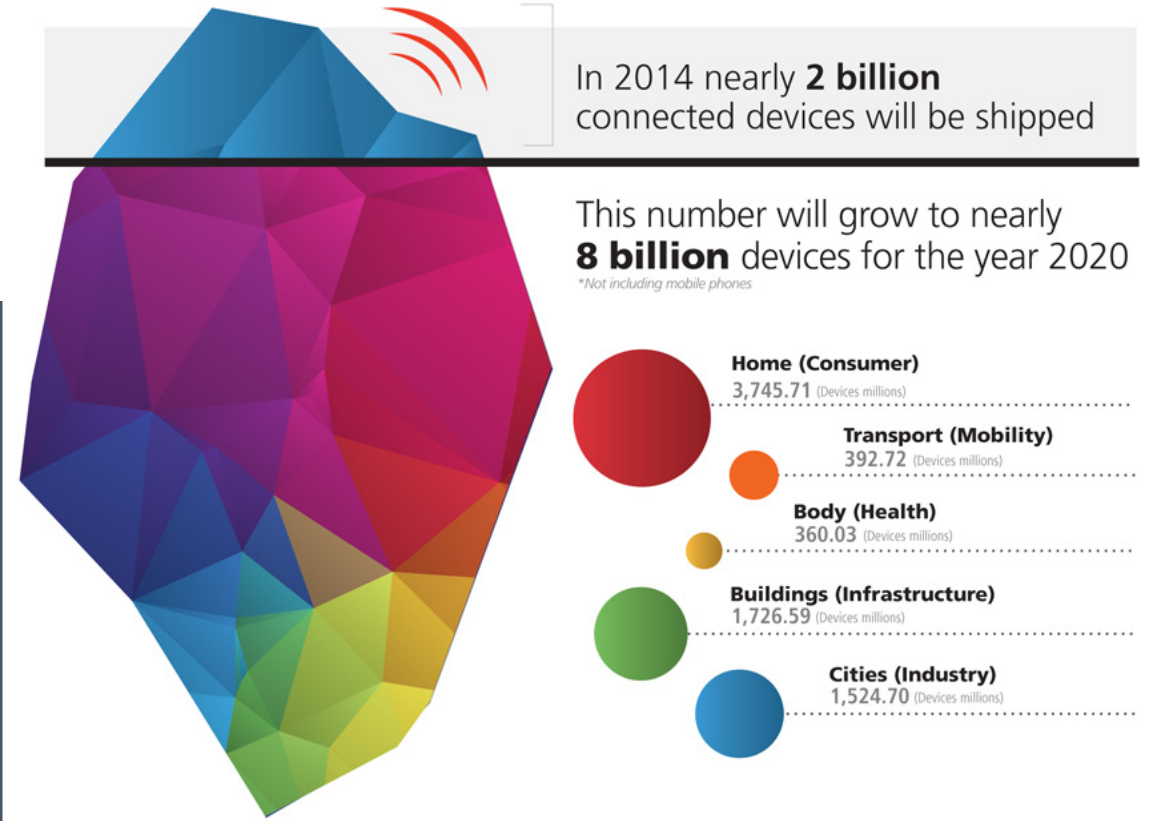 In 2014 nearly 2 billion
connected devices will be shipped
This number will grow to nearly
8 billion devices for the year 2020
*Not including mobile phones
Home (Consumer)
3,745.71 (Devices millions)
Transport (Mobility)
392.72 (Devices millions)
Body (Health)
360.03 (Devices millions)
Buildings (Infrastructure)
1,726.59 (Devices millions)
Cities (Industry)
1,524.70 (Devices millions)